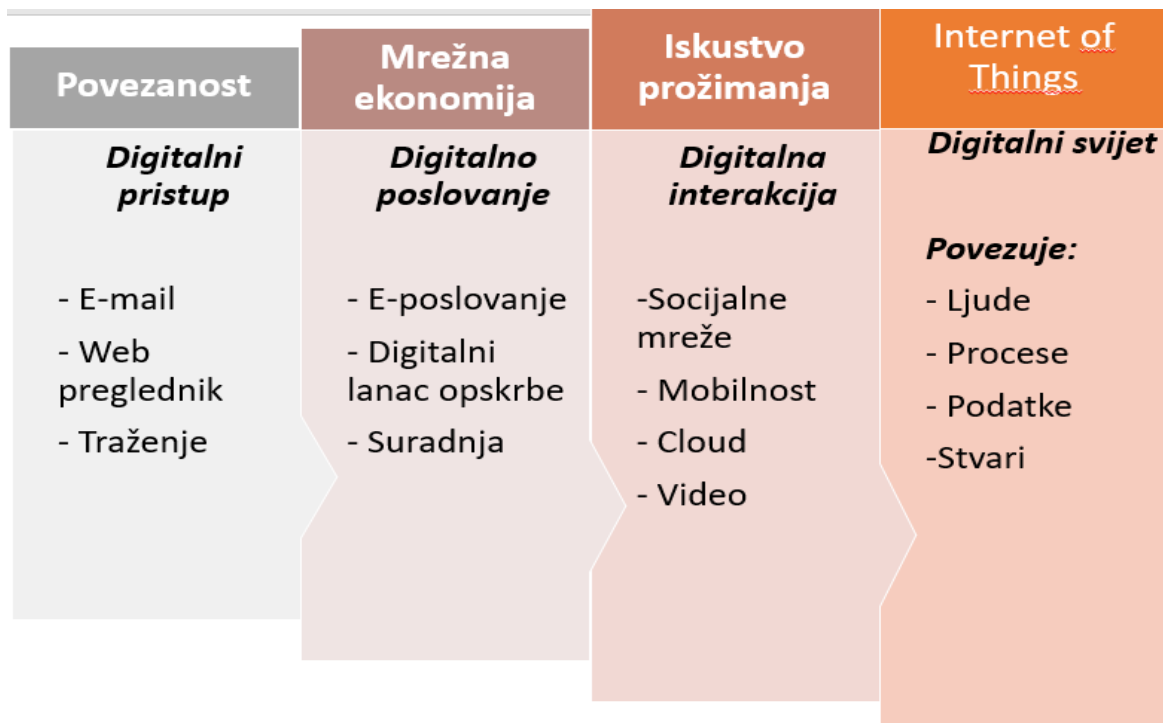 Povezanost
Digitalni
pristup
- E-mail
- Web
preglednik
- Traženje
Mrežna
ekonomija
Digitalno
poslovanje
- E-poslovanje
- Digitalni
lanac opskrbe
- Suradnja
Iskustvo
prožimanja
Digitalna
interakcija
-Socijalne
mreže
- Mobilnost
- Cloud
- Video
Internet of
Things
Digitalni svijet
Povezuje:
- Ljude
- Procese
- Podatke
-Stvari